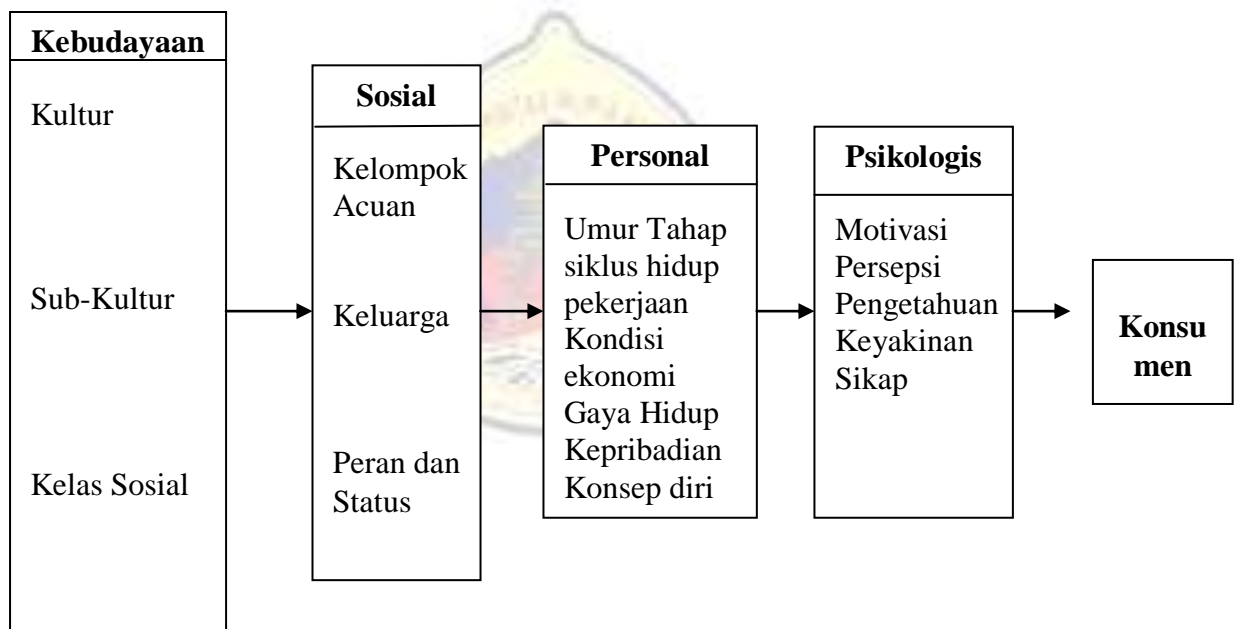 Kebudayaan
Kultur
Sub-Kultur
Kelas Sosial
Sosial
Kelompok
Acuan
Keluarga
Peran dan
Status
Personal
Umur Tahap
siklus hidup
pekerjaan
Kondisi
ekonomi
Gaya Hidup
Kepribadian
Konsep diri
Psikologis
Motivasi
Persepsi
Pengetahuan
Keyakinan
Sikap
Konsu
men